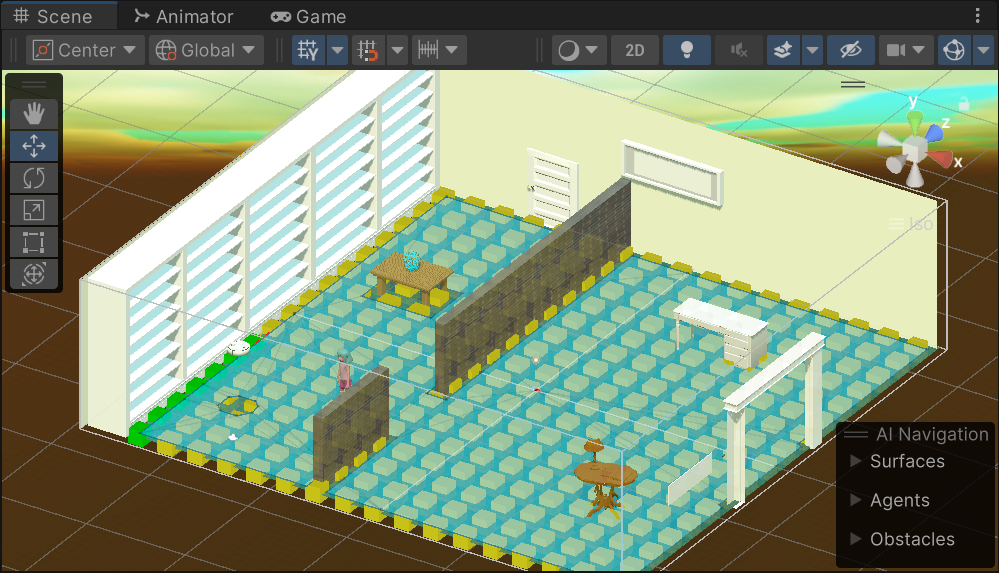 Scene
Animator
Game
Center
Global
2D
y
z
x
Iso
AI Navigation
Surfaces
Agents
Obstacles